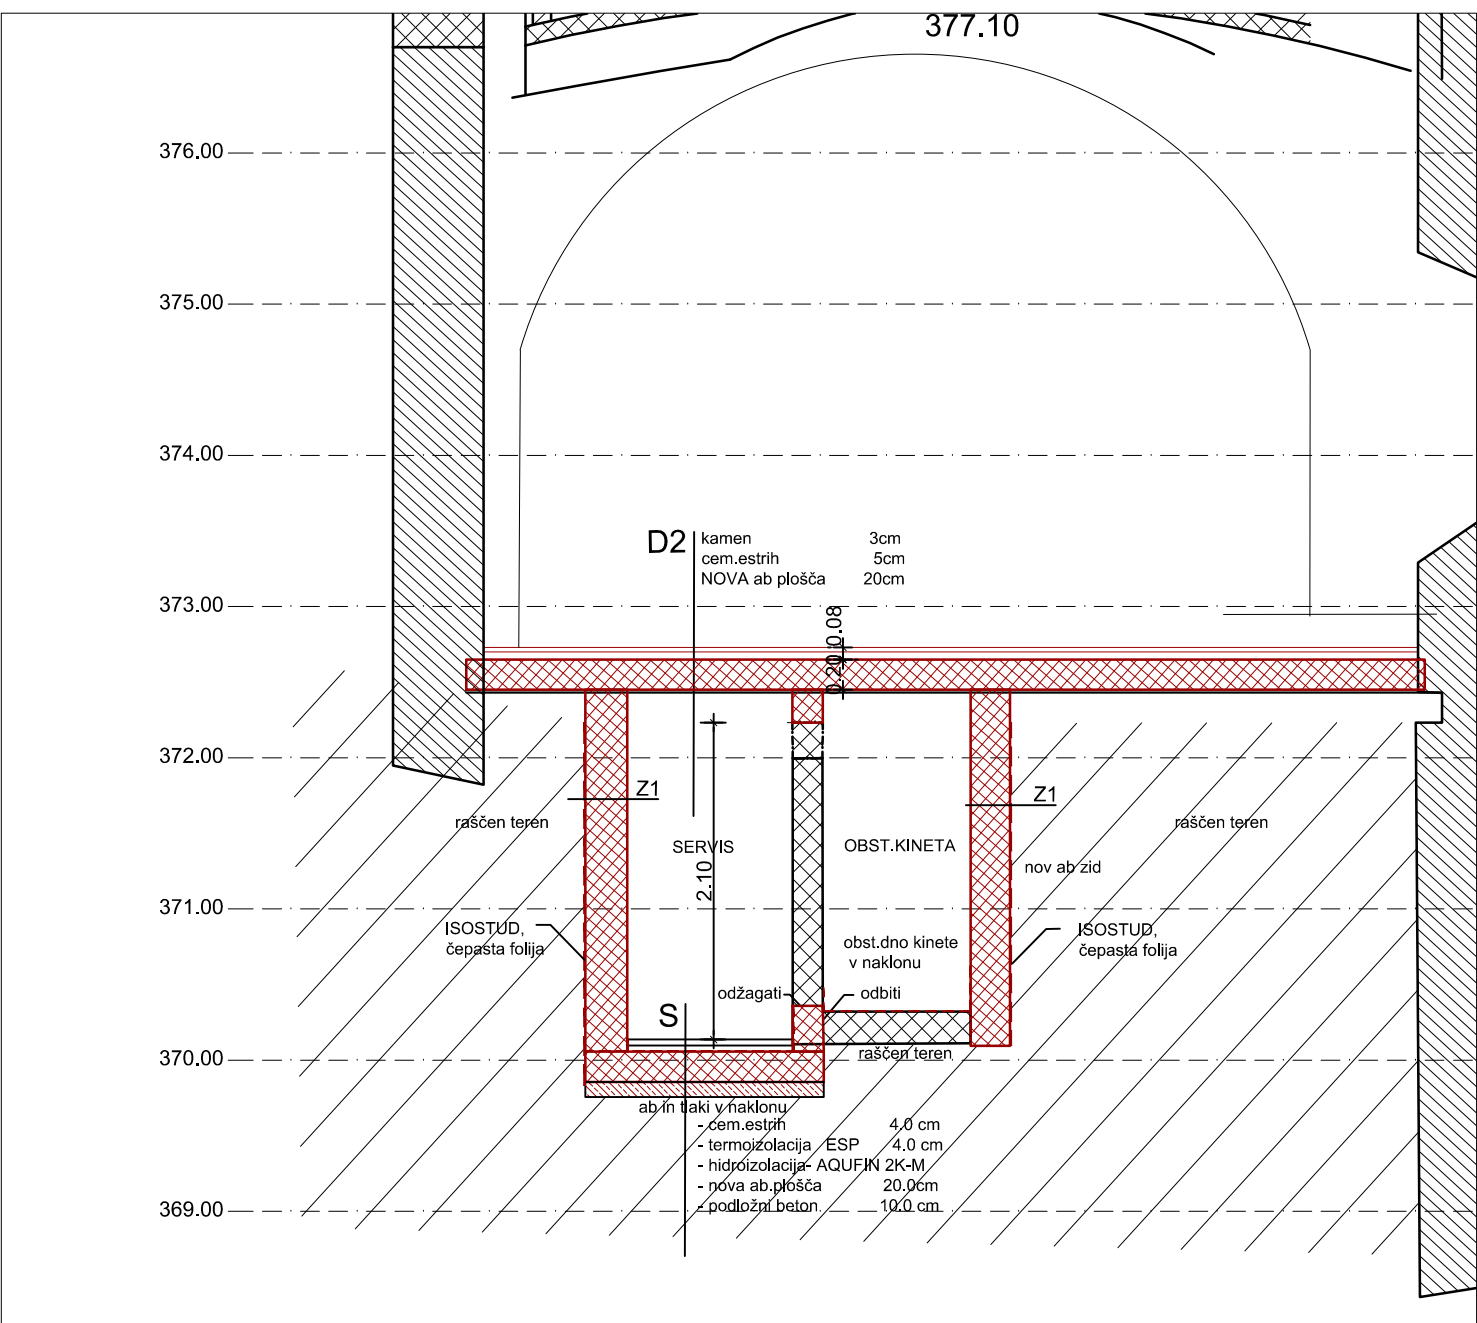 377.10
376.00
375.00
374.00
D2
kamen 3cm
cem.estrih 5cm
NOVA ab plošča 20cm
373.00
0.20 0.08
372.00
Z1
Z1
raščen teren
raščen teren
SERVIS
OBST.KINETA
2.10
nov ab zid
371.00
ISOSTUD,
čepasta folija
obst.dno kinete
v naklonu
ISOSTUD,
čepasta folija
odžagati
odbiti
S
370.00
raščen teren
ab in tlaki v naklonu
- cem.estrih 4.0 cm
- termoizolacija ESP 4.0 cm
- hidroizolacija- AQUFIN 2K-M
- nova ab.plošča 20.0cm
- podložni beton 10.0 cm
369.00